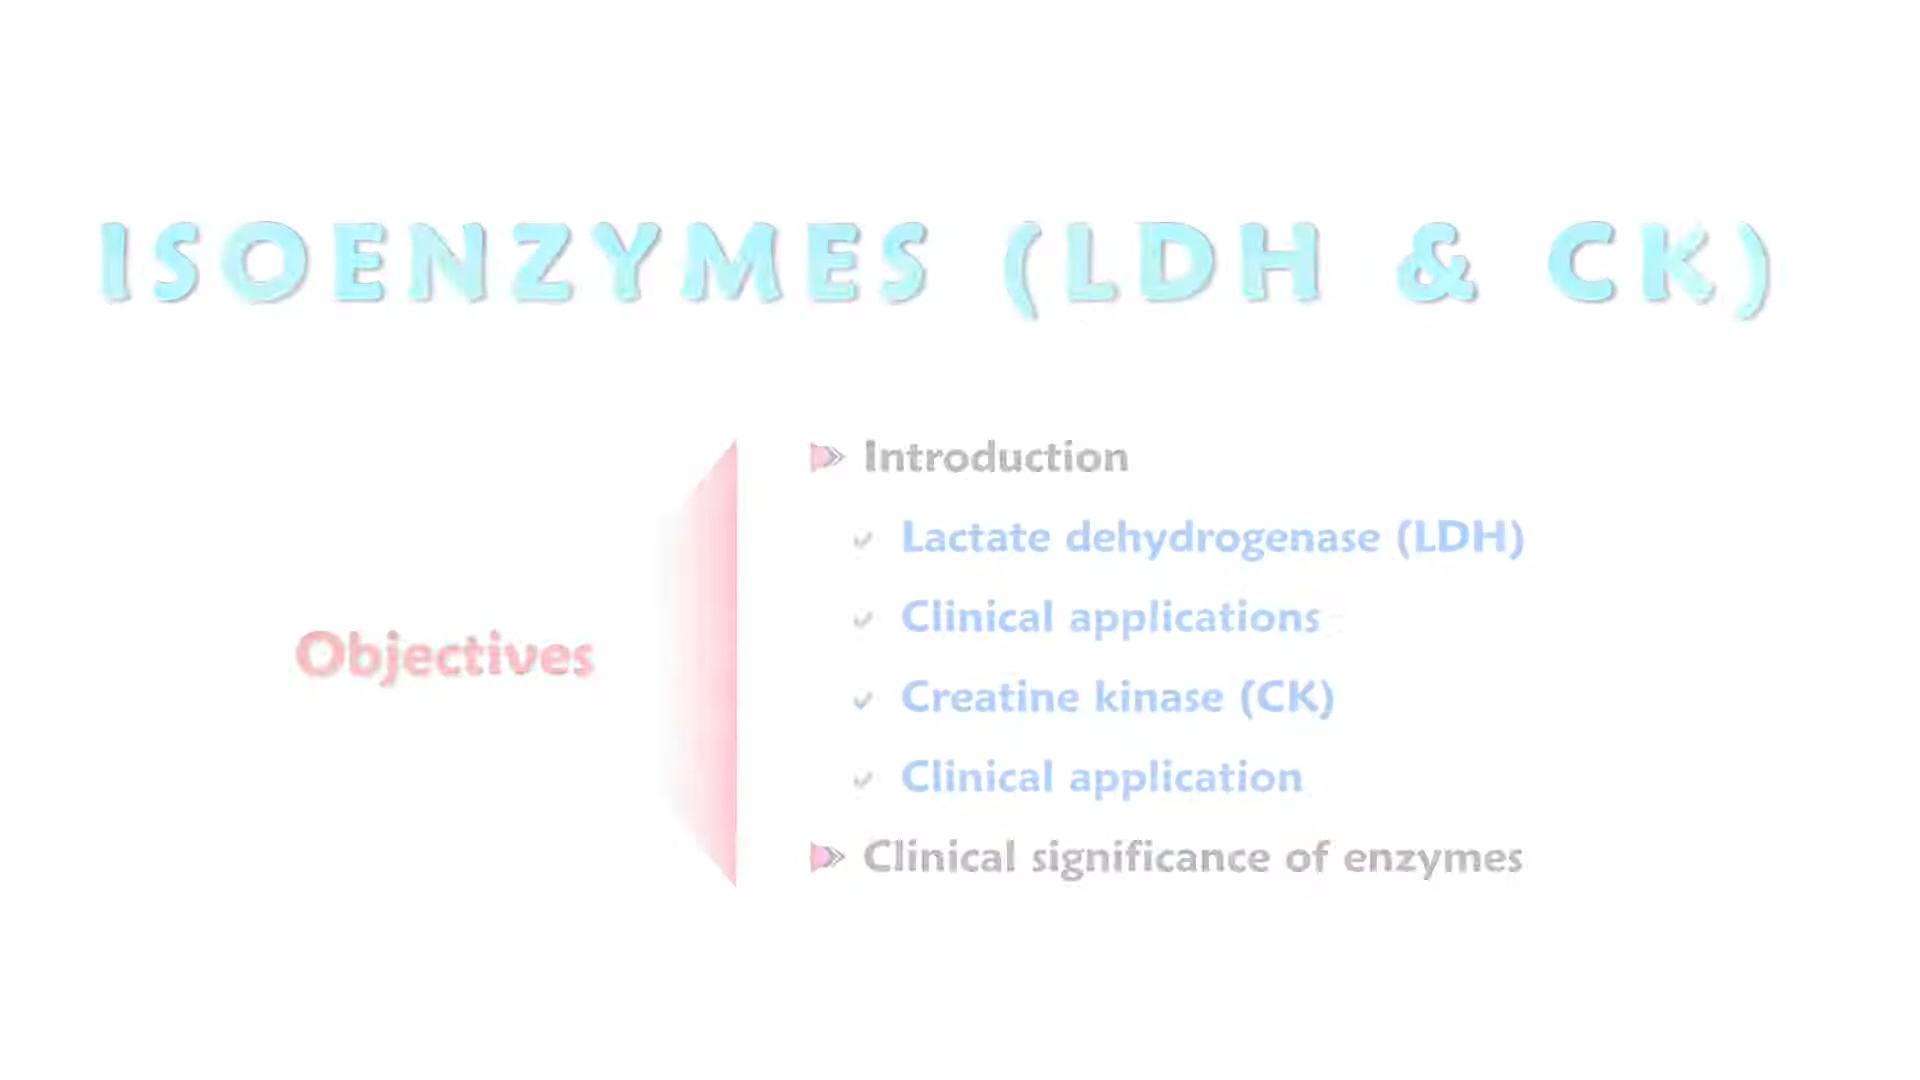 ISOENZYMES (LDH & CK)
Objectives
Introduction
Lactate dehydrogenase (LDH)
Clinical applications
Creatine kinase (CK)
Clinical application
Clinical significance of enzymes